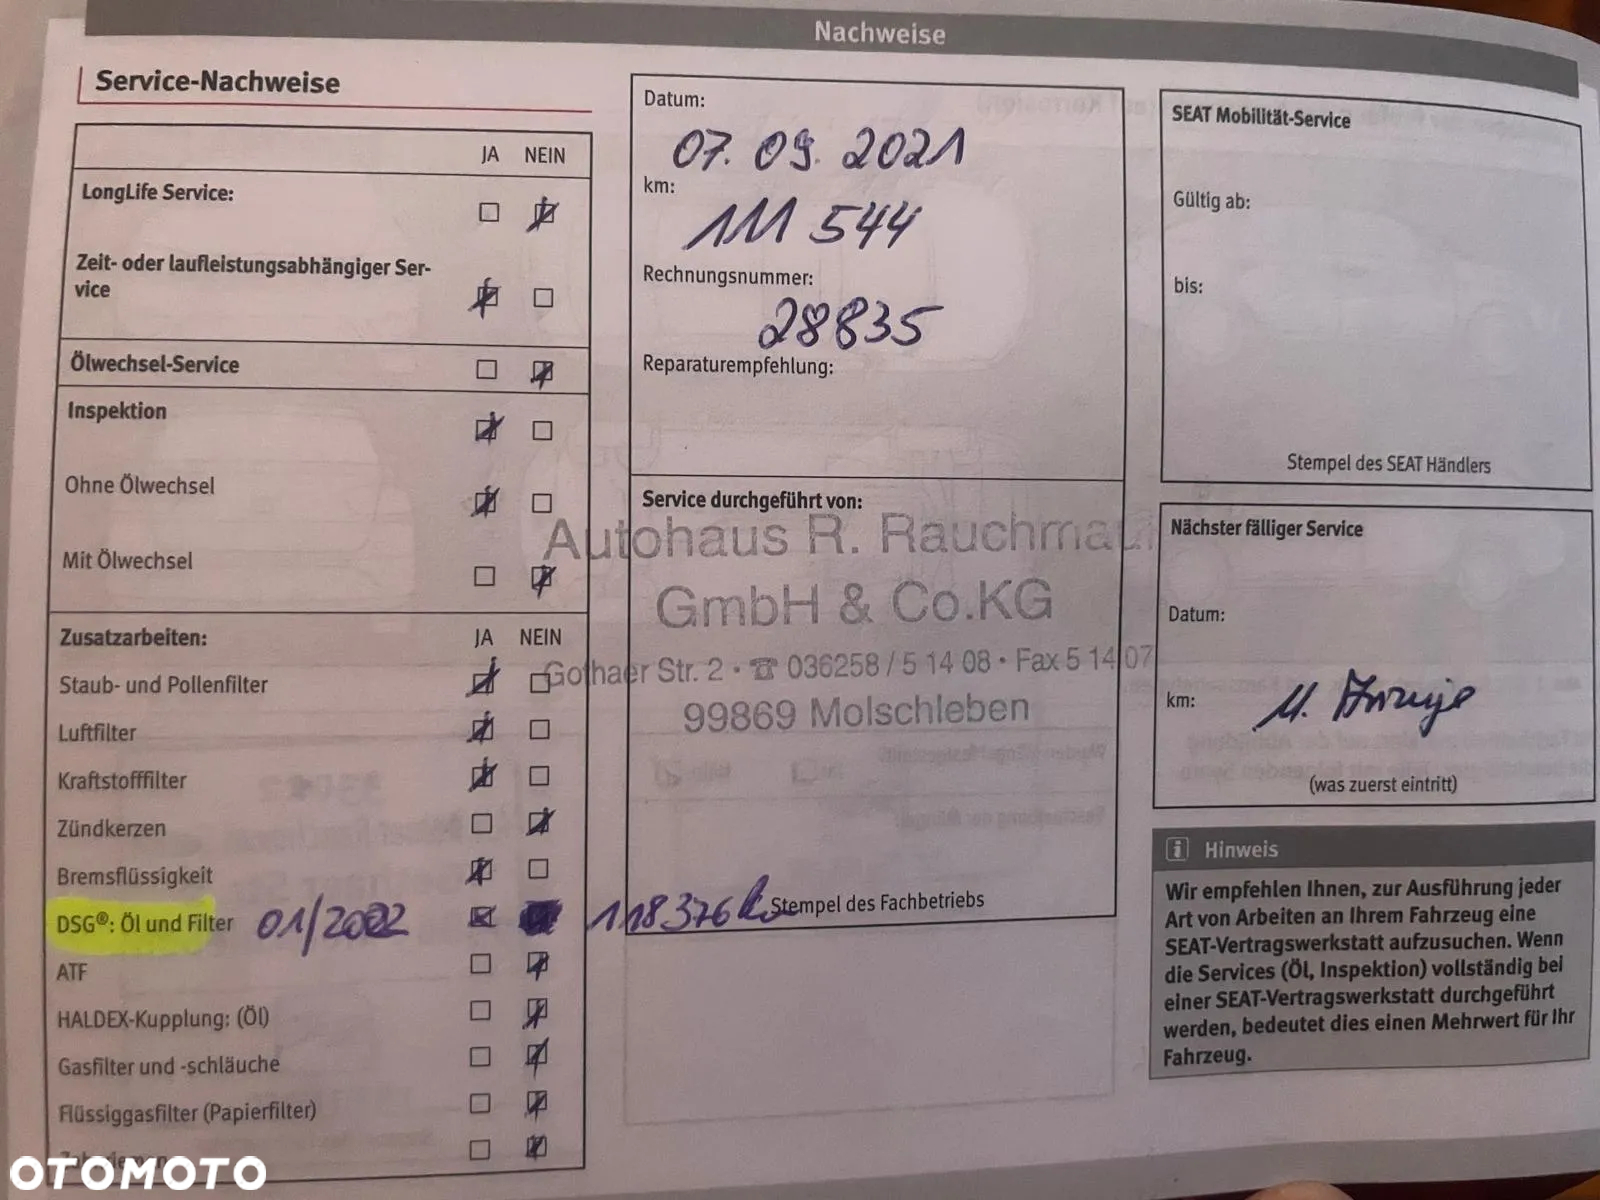 Nachweise
Service-Nachweise
JA NEIN
LongLife Service:
Zeit- oder laufleistungsabhängiger Ser-
vice
Ölwechsel-Service
Inspektion
Ohne Ölwechsel
Mit Ölwechsel
Zusatzarbeiten: JA NEIN
Staub- und Pollenfilter
Luftfilter
Kraftstofffilter
Zündkerzen
Bremsflüssigkeit
DSG®: Öl und Filter 01/2022 118376
ATF
HALDEX-Kupplung: (Öl)
Gasfilter und -schläuche
Flüssiggasfilter (Papierfilter)
Datum:
07. 09. 2021
km:
111 544
Rechnungsnummer:
28835
Reparaturempfehlung:
Service durchgeführt von:
Autohaus R. Rauchmaul
GmbH & Co.KG
Gothaer Str. 2 · ☎ 036258 / 5 14 08 · Fax 5 14 07
99869 Molschleben
Stempel des Fachbetriebs
SEAT Mobilität-Service
Gültig ab:
bis:
Stempel des SEAT Händlers
Nächster fälliger Service
Datum:
km: n. Anzeige
(was zuerst eintritt)
i Hinweis
Wir empfehlen Ihnen, zur Ausführung jeder
Art von Arbeiten an Ihrem Fahrzeug eine
SEAT-Vertragswerkstatt aufzusuchen. Wenn
die Services (Öl, Inspektion) vollständig bei
einer SEAT-Vertragswerkstatt durchgeführt
werden, bedeutet dies einen Mehrwert für Ihr
Fahrzeug.
OTOMOTO